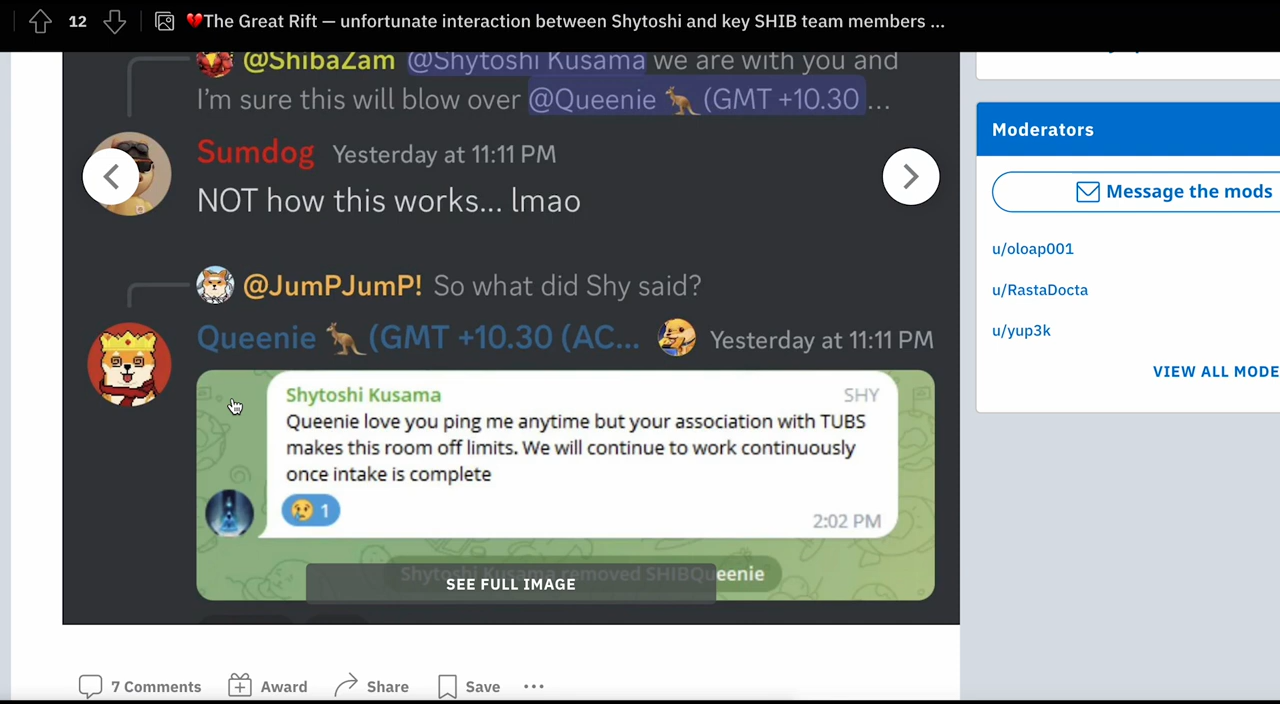 12 The Great Rift — unfortunate interaction between Shytoshi and key SHIB team members ...
@ShibaZam @Shytoshi Kusama we are with you and
I'm sure this will blow over @Queenie (GMT +10.30 ...
Sumdog Yesterday at 11:11 PM
NOT how this works... lmao
@JumPJumP! So what did Shy said?
Queenie (GMT +10.30 (AC... Yesterday at 11:11 PM
Shytoshi Kusama SHY
Queenie love you ping me anytime but your association with TUBS
makes this room off limits. We will continue to work continuously
once intake is complete
1
2:02 PM
Shytoshi Kusama removed SHIBQueenie
SEE FULL IMAGE
7 Comments Award Share Save ...
Moderators
Message the mods
u/oloap001
u/RastaDocta
u/yup3k
VIEW ALL MODE